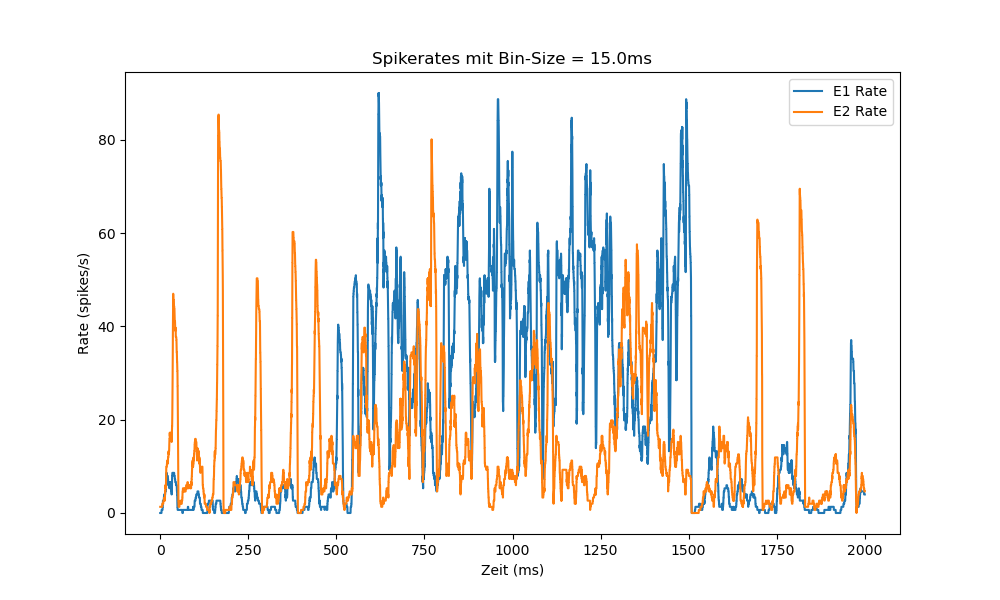 Spikerates mit Bin-Size = 15.0ms
E1 Rate
E2 Rate
Rate (spikes/s)
80
60
40
20
0
0 250 500 750 1000 1250 1500 1750 2000
Zeit (ms)